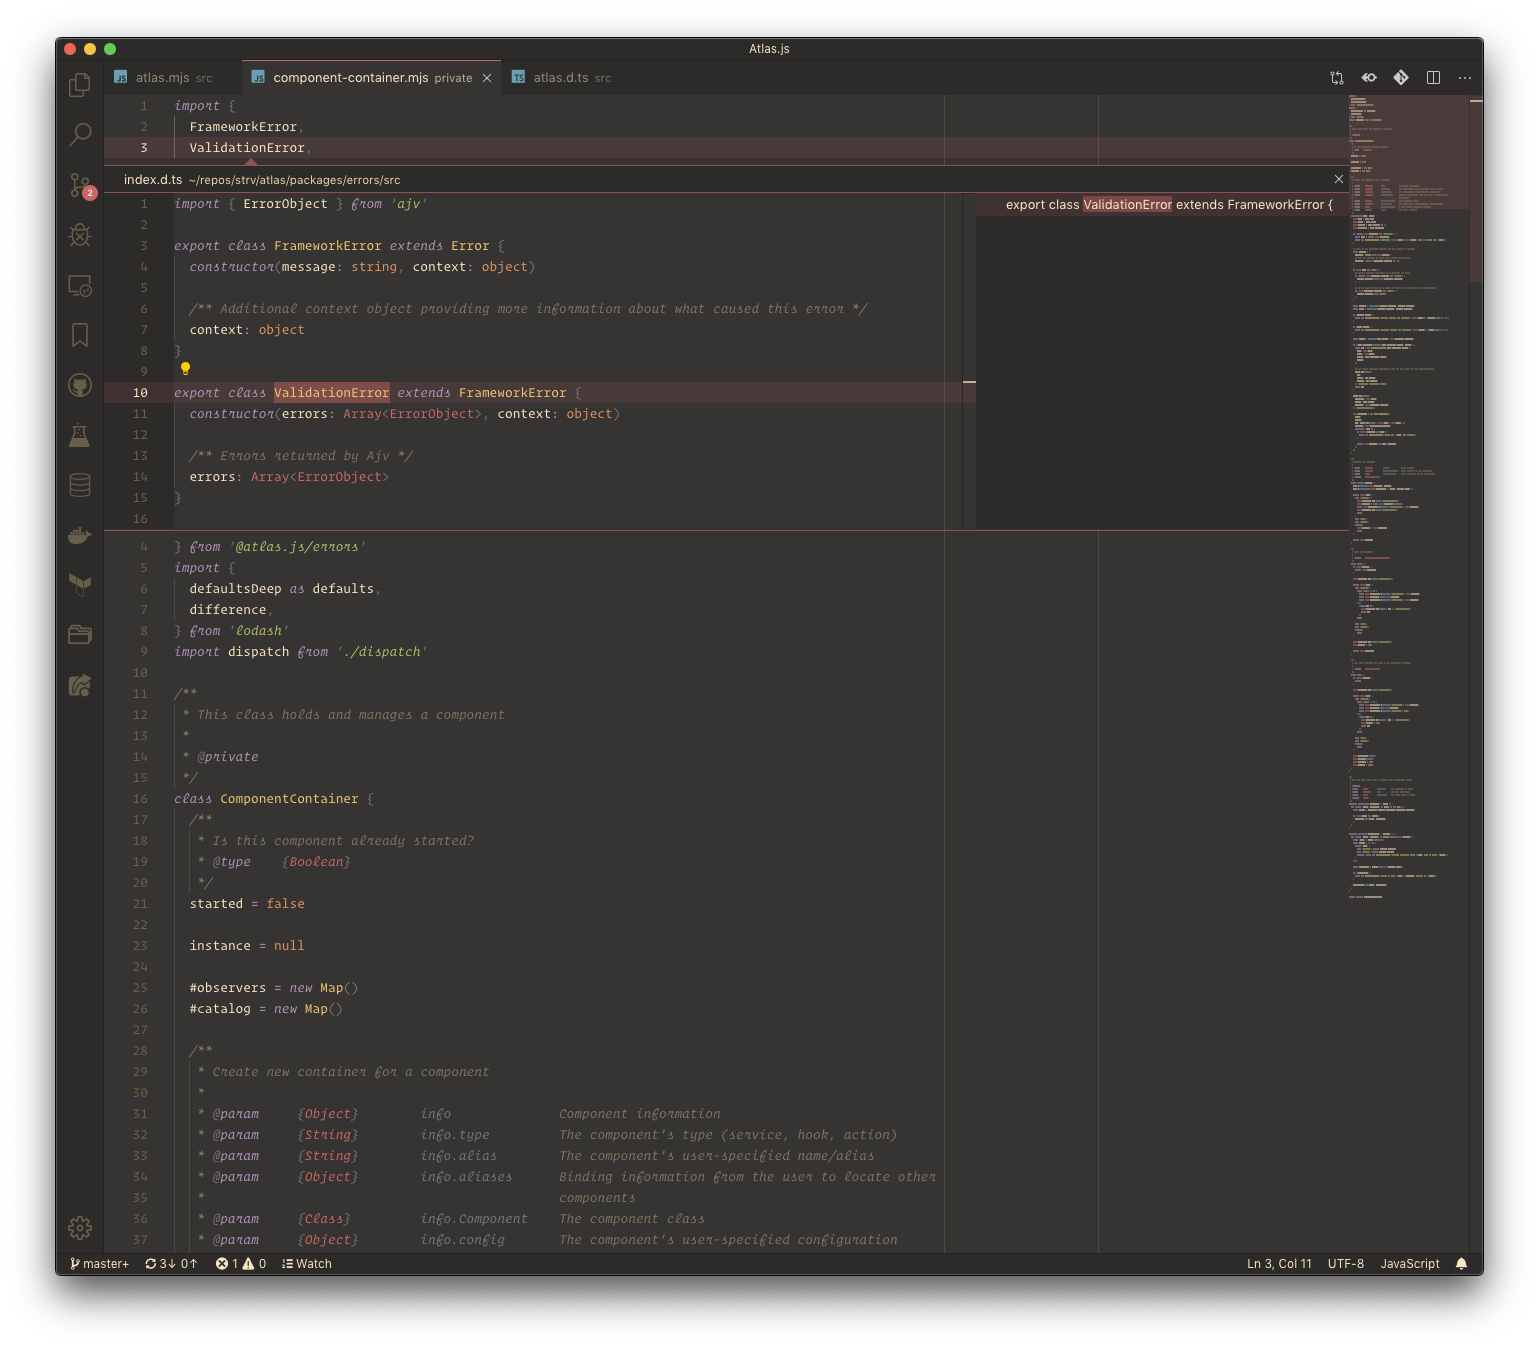 Atlas.js
atlas.mjs src
component-container.mjs private
atlas.d.ts src
1 import {
2 FrameworkError,
3 ValidationError,
index.d.ts ~/repos/strv/atlas/packages/errors/src
1 import { ErrorObject } from 'ajv'
2
3 export class FrameworkError extends Error {
4 constructor(message: string, context: object)
5
6 /** Additional context object providing more information about what caused this error */
7 context: object
8 }
9
10 export class ValidationError extends FrameworkError {
11 constructor(errors: Array<ErrorObject>, context: object)
12
13 /** Errors returned by Ajv */
14 errors: Array<ErrorObject>
15 }
16
export class ValidationError extends FrameworkError {
4 } from '@atlas.js/errors'
5 import {
6 defaultsDeep as defaults,
7 difference,
8 } from 'lodash'
9 import dispatch from './dispatch'
10
11 /**
12 * This class holds and manages a component
13 *
14 * @private
15 */
16 class ComponentContainer {
17 /**
18 * Is this component already started?
19 * @type {Boolean}
20 */
21 started = false
22
23 instance = null
24
25 #observers = new Map()
26 #catalog = new Map()
27
28 /**
29 * Create new container for a component
30 *
31 * @param {Object} info Component information
32 * @param {String} info.type The component's type (service, hook, action)
33 * @param {String} info.alias The component's user-specified name/alias
34 * @param {Object} info.aliases Binding information from the user to locate other
35 * components
36 * @param {Class} info.Component The component class
37 * @param {Object} info.config The component's user-specified configuration
2
master+ 3↓ 0↑ 1 0 Watch
Ln 3, Col 11 UTF-8 JavaScript